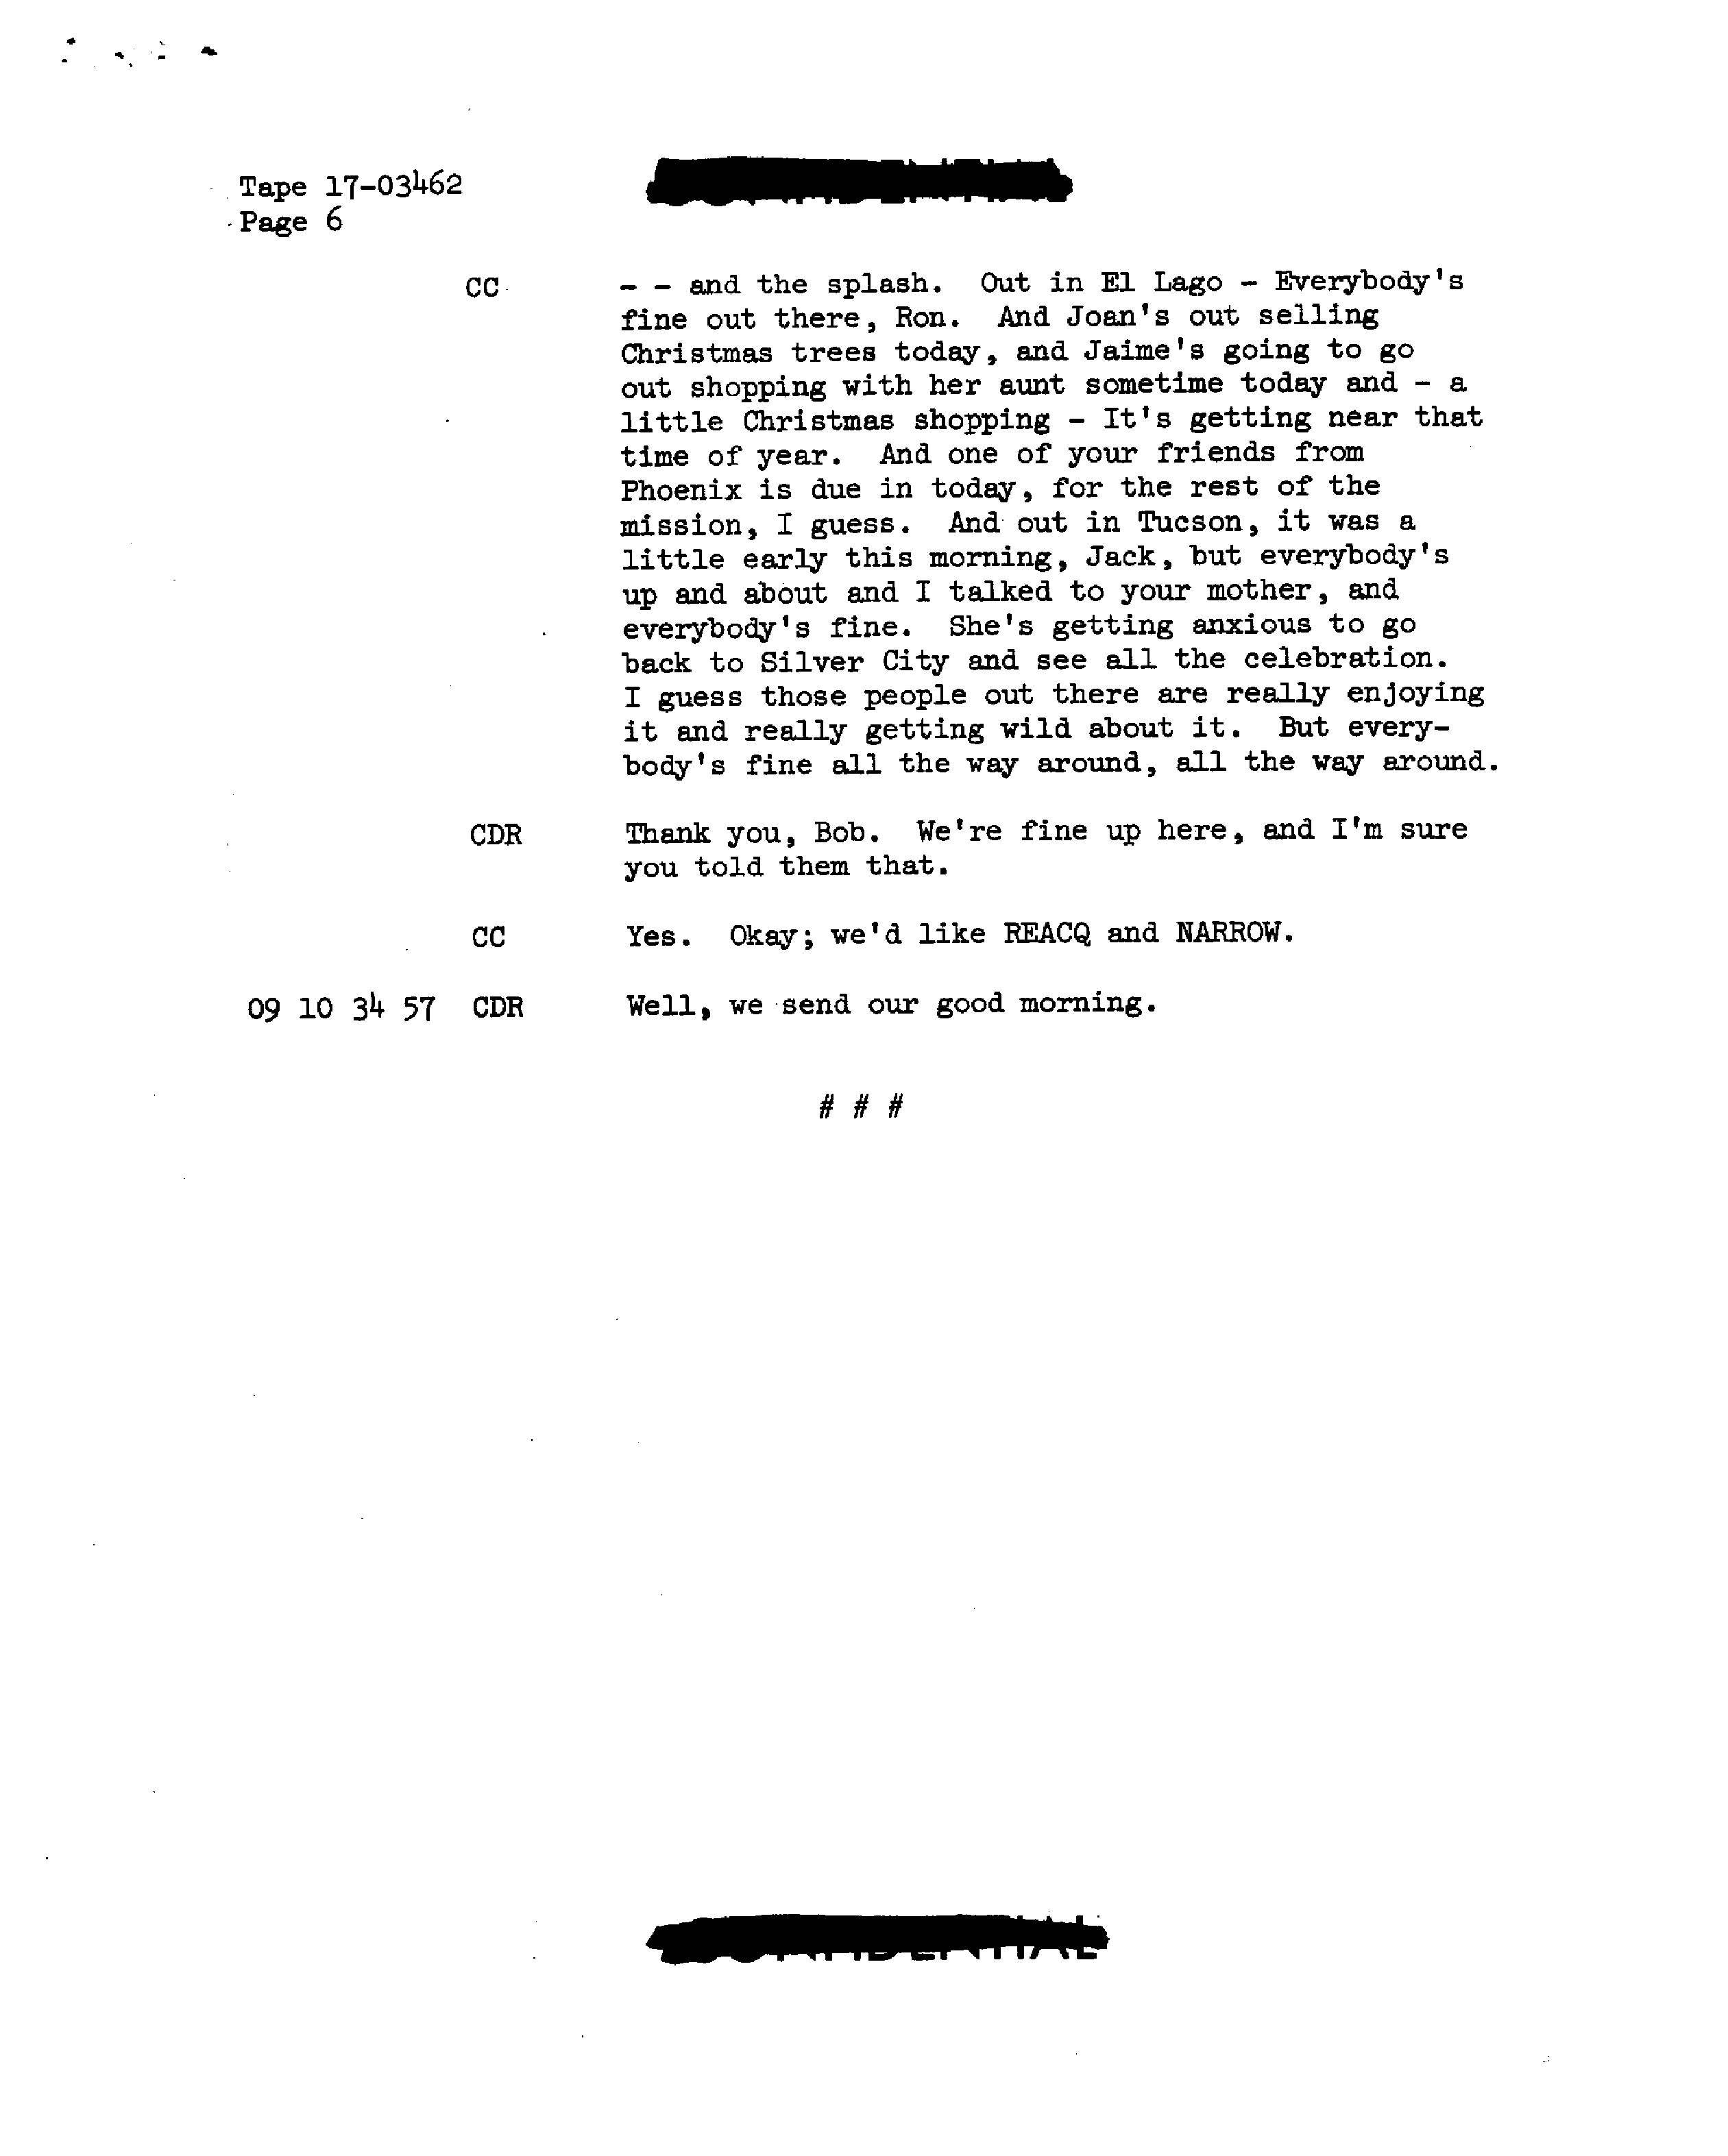 Tape 17-03462
Page 6
CC - - and the splash. Out in El Lago - Everybody's
fine out there, Ron. And Joan's out selling
Christmas trees today, and Jaime's going to go
out shopping with her aunt sometime today and - a
little Christmas shopping - It's getting near that
time of year. And one of your friends from
Phoenix is due in today, for the rest of the
mission, I guess. And out in Tucson, it was a
little early this morning, Jack, but everybody's
up and about and I talked to your mother, and
everybody's fine. She's getting anxious to go
back to Silver City and see all the celebration.
I guess those people out there are really enjoying
it and really getting wild about it. But every-
body's fine all the way around, all the way around.
CDR Thank you, Bob. We're fine up here, and I'm sure
you told them that.
CC Yes. Okay; we'd like REACQ and NARROW.
09 10 34 57 CDR Well, we send our good morning.
# # #